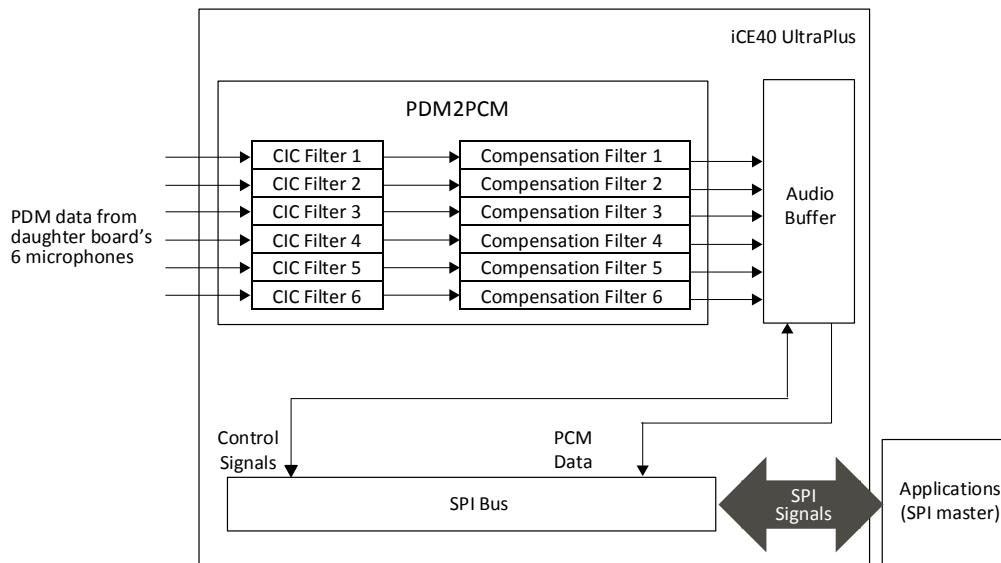 iCE40 UltraPlus
PDM2PCM
CIC Filter 1
Compensation Filter 1
CIC Filter 2
Compensation Filter 2
CIC Filter 3
Compensation Filter 3
CIC Filter 4
Compensation Filter 4
CIC Filter 5
Compensation Filter 5
CIC Filter 6
Compensation Filter 6
Audio
Buffer
PDM data from
daughter board’s
6 microphones
Control
Signals
PCM
Data
SPI Bus
SPI
Signals
Applications
(SPI master)